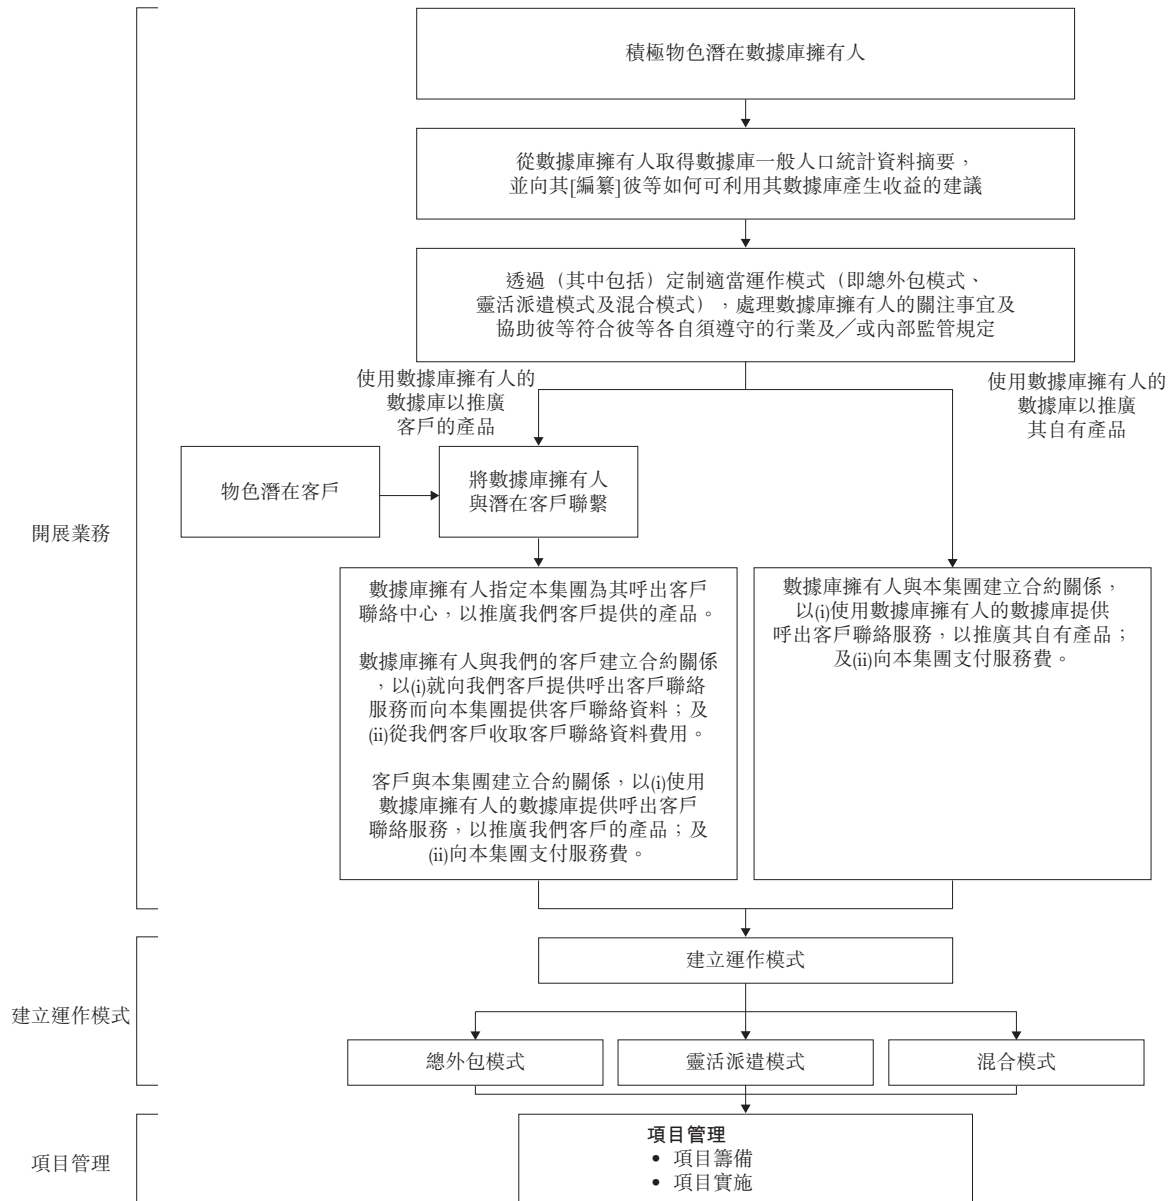 積極物色潛在數據庫擁有人
從數據庫擁有人取得數據庫一般人口統計資料摘要，
並向其[編纂]彼等如何可利用其數據庫產生收益的建議
透過（其中包括）定制適當運作模式（即總外包模式、
靈活派遣模式及混合模式），處理數據庫擁有人的關注事宜及
協助彼等符合彼等各自須遵守的行業及／或內部監管規定
使用數據庫擁有人的
數據庫以推廣
客戶的產品
使用數據庫擁有人的
數據庫以推廣
其自有產品
物色潛在客戶
將數據庫擁有人
與潛在客戶聯繫
開展業務
數據庫擁有人指定本集團為其呼出客戶
聯絡中心，以推廣我們客戶提供的產品。
數據庫擁有人與我們的客戶建立合約關係
，以(i)就向我們客戶提供呼出客戶聯絡
服務而向本集團提供客戶聯絡資料；及
(ii)從我們客戶收取客戶聯絡資料費用。
客戶與本集團建立合約關係，以(i)使用
數據庫擁有人的數據庫提供呼出客戶
聯絡服務，以推廣我們客戶的產品；及
(ii)向本集團支付服務費。
數據庫擁有人與本集團建立合約關係，
以(i)使用數據庫擁有人的數據庫提供
呼出客戶聯絡服務，以推廣其自有產品；
及(ii)向本集團支付服務費。
建立運作模式
建立運作模式
總外包模式
靈活派遣模式
混合模式
項目管理
項目管理
• 項目籌備
• 項目實施